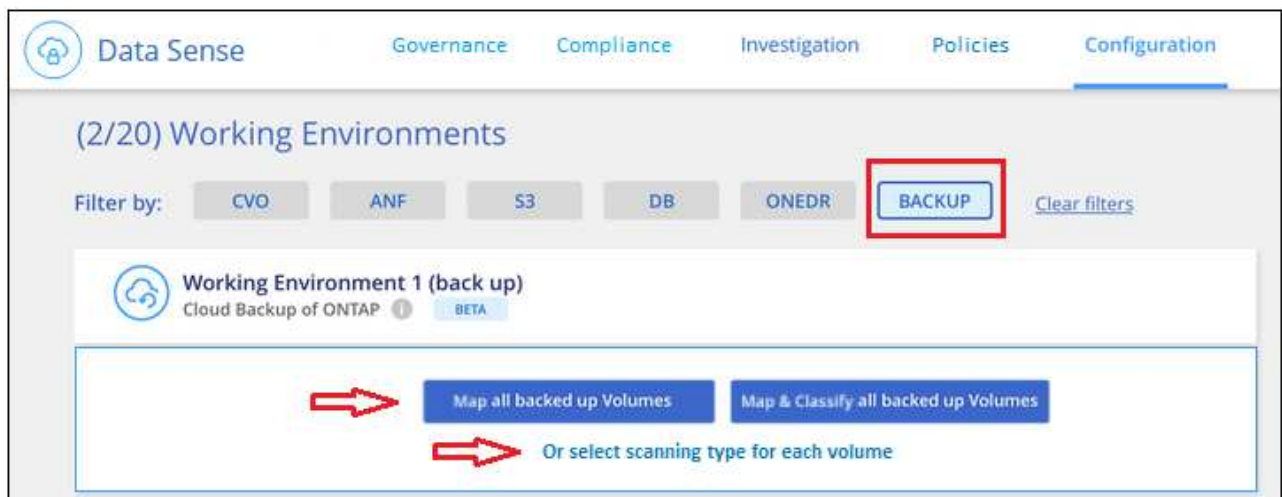 Data Sense Governance Compliance Investigation Policies Configuration
(2/20) Working Environments
Filter by: CVO ANF S3 DB ONEDR BACKUP Clear filters
Working Environment 1 (back up)
Cloud Backup of ONTAP i BETA
Map all backed up Volumes Map & Classify all backed up Volumes
Or select scanning type for each volume